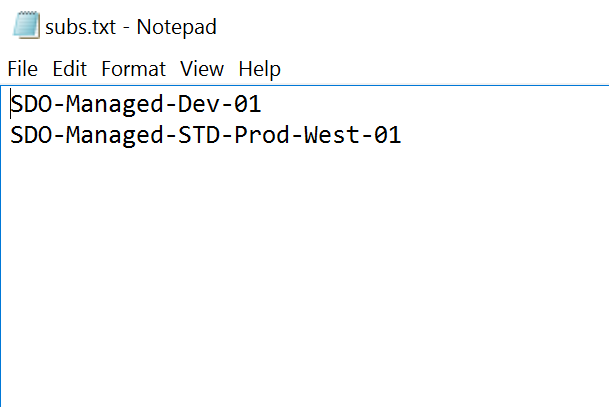 subs.txt - Notepad
File Edit Format View Help
SDO-Managed-Dev-01
SDO-Managed-STD-Prod-West-01